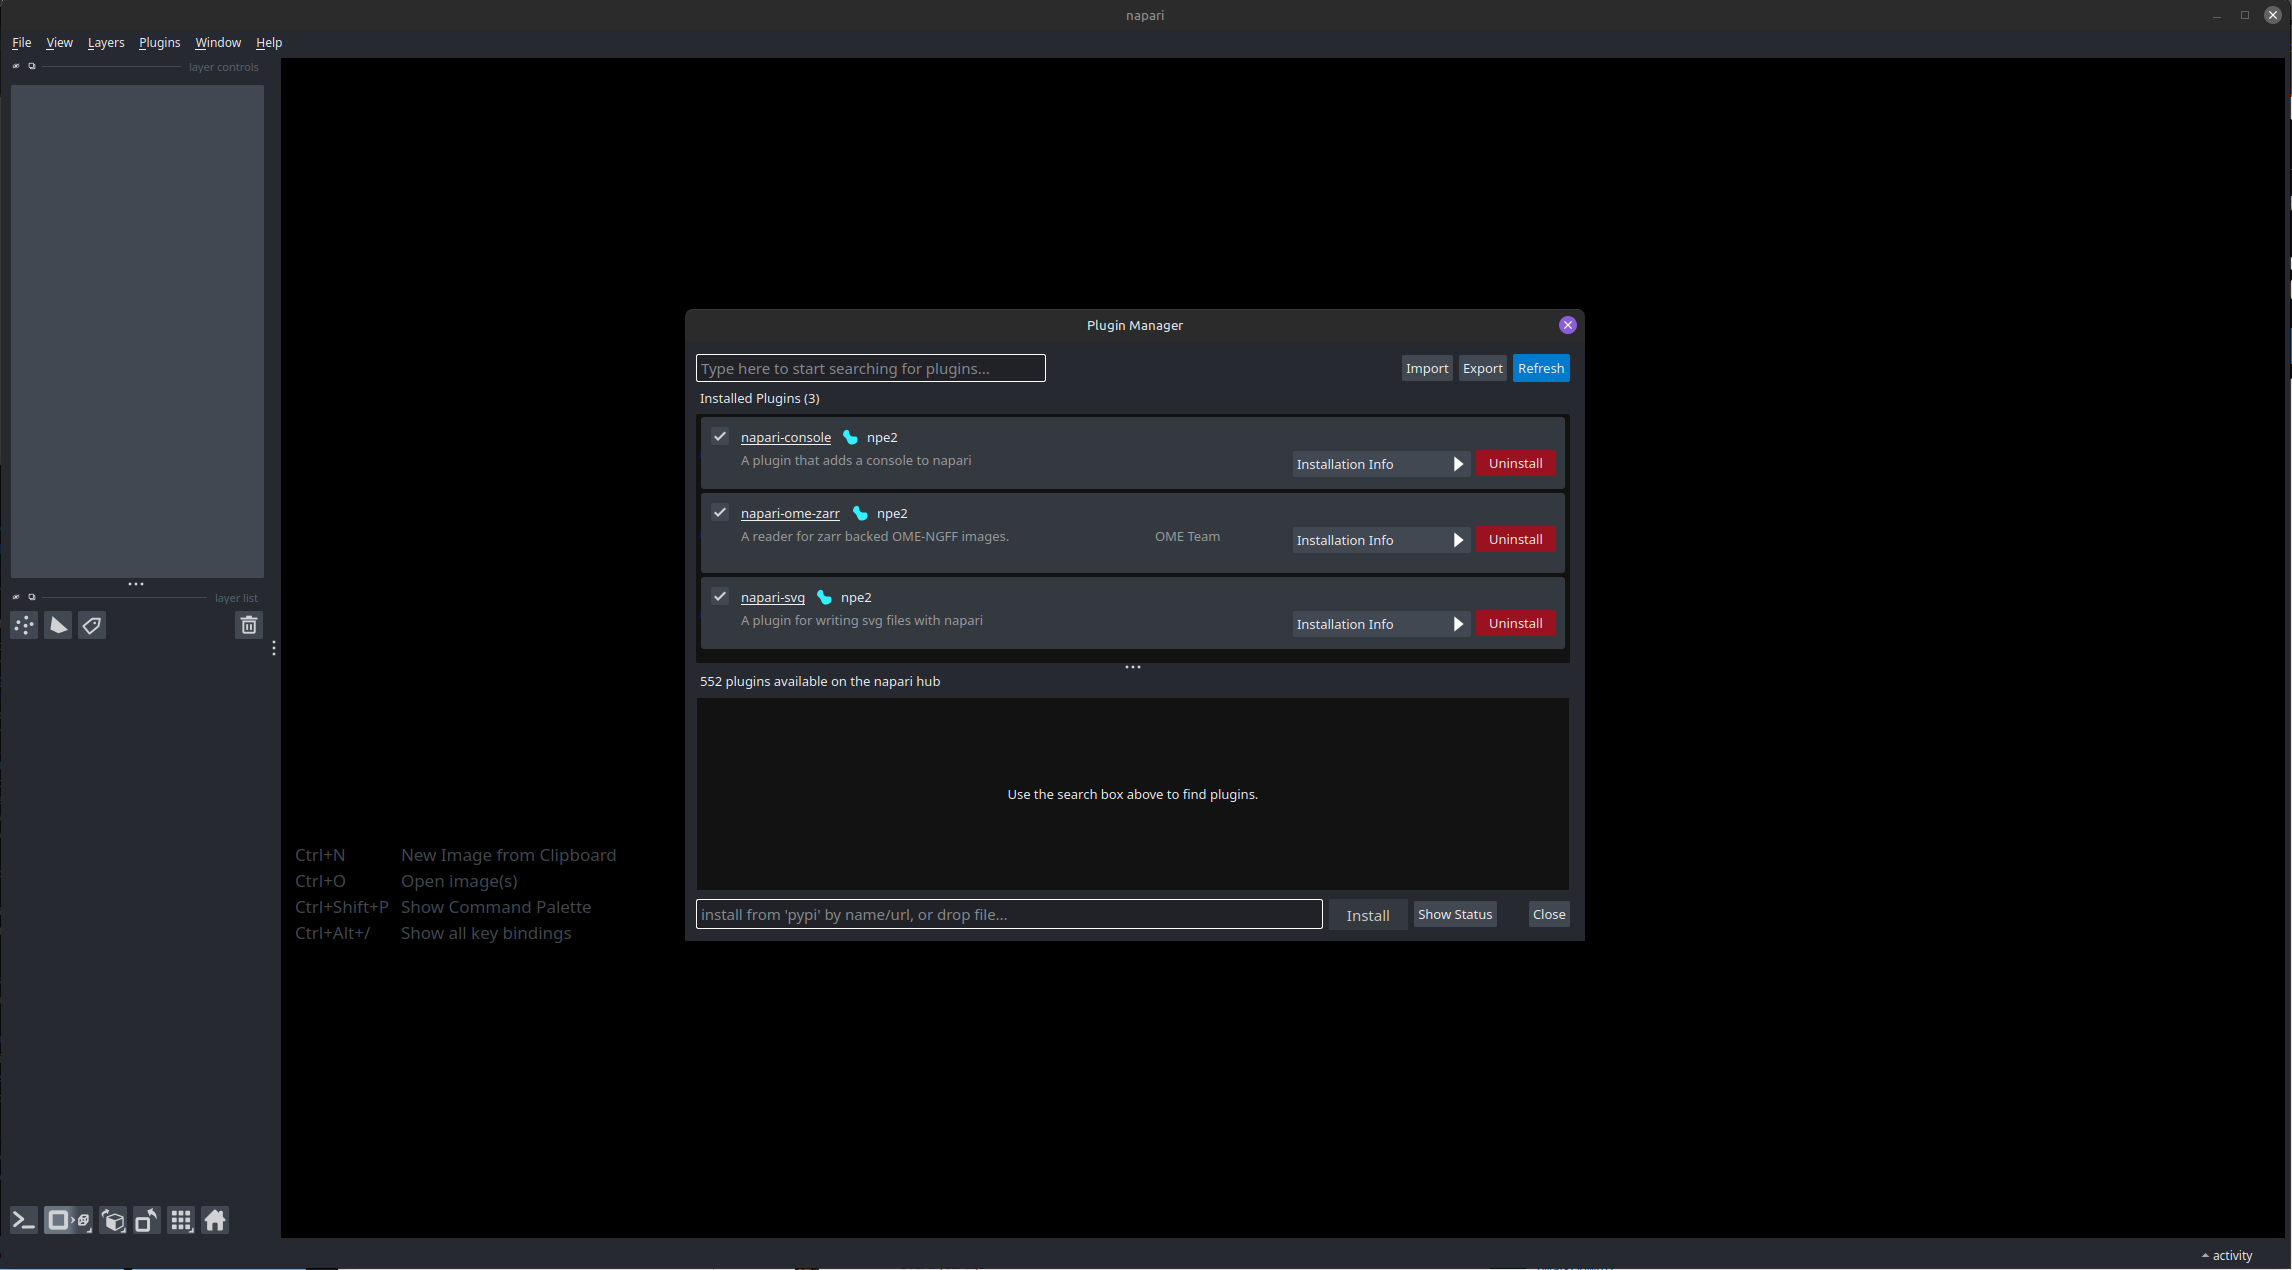 napari
File View Layers Plugins Window Help
layer controls
layer list
Plugin Manager
Type here to start searching for plugins...
Import Export Refresh
Installed Plugins (3)
napari-console npe2
A plugin that adds a console to napari
Installation Info Uninstall
napari-ome-zarr npe2
A reader for zarr backed OME-NGFF images. OME Team
Installation Info Uninstall
napari-svg npe2
A plugin for writing svg files with napari
Installation Info Uninstall
552 plugins available on the napari hub
Use the search box above to find plugins.
install from 'pypi' by name/url, or drop file...
Install Show Status Close
Ctrl+N New Image from Clipboard
Ctrl+O Open image(s)
Ctrl+Shift+P Show Command Palette
Ctrl+Alt+/ Show all key bindings
activity